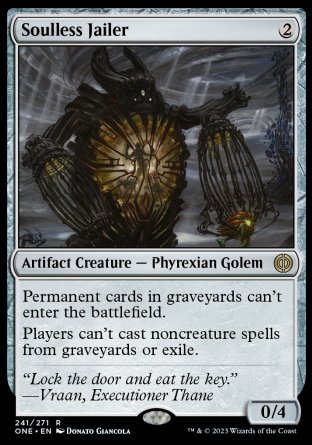 Soulless Jailer 2
Artifact Creature — Phyrexian Golem
Permanent cards in graveyards can't
enter the battlefield.
Players can't cast noncreature spells
from graveyards or exile.
“Lock the door and eat the key.”
—Vraan, Executioner Thane
0/4
241/271 R
ONE • EN Donato Giancola ™ & © 2023 Wizards of the Coast